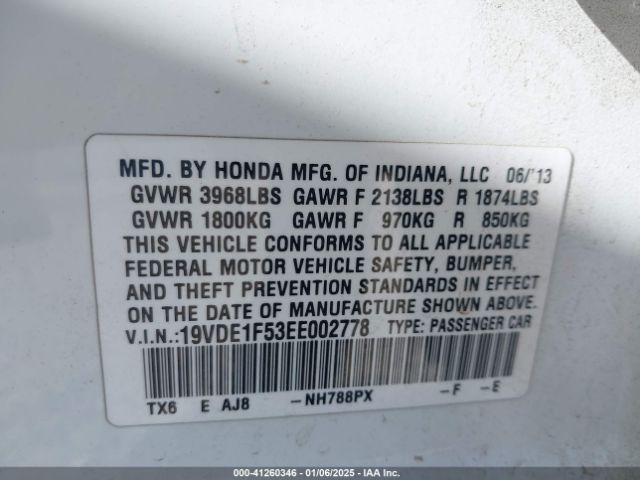 MFD. BY HONDA MFG. OF INDIANA, LLC 06/'13
GVWR 3968LBS GAWR F 2138LBS R 1874LBS
GVWR 1800KG GAWR F 970KG R 850KG
THIS VEHICLE CONFORMS TO ALL APPLICABLE
FEDERAL MOTOR VEHICLE SAFETY, BUMPER,
AND THEFT PREVENTION STANDARDS IN EFFECT
ON THE DATE OF MANUFACTURE SHOWN ABOVE.
V.I.N.:19VDE1F53EE002778 TYPE: PASSENGER CAR
TX6 E AJ8 -NH788PX -F -E
000-41260346 - 01/06/2025 - IAAI.COM